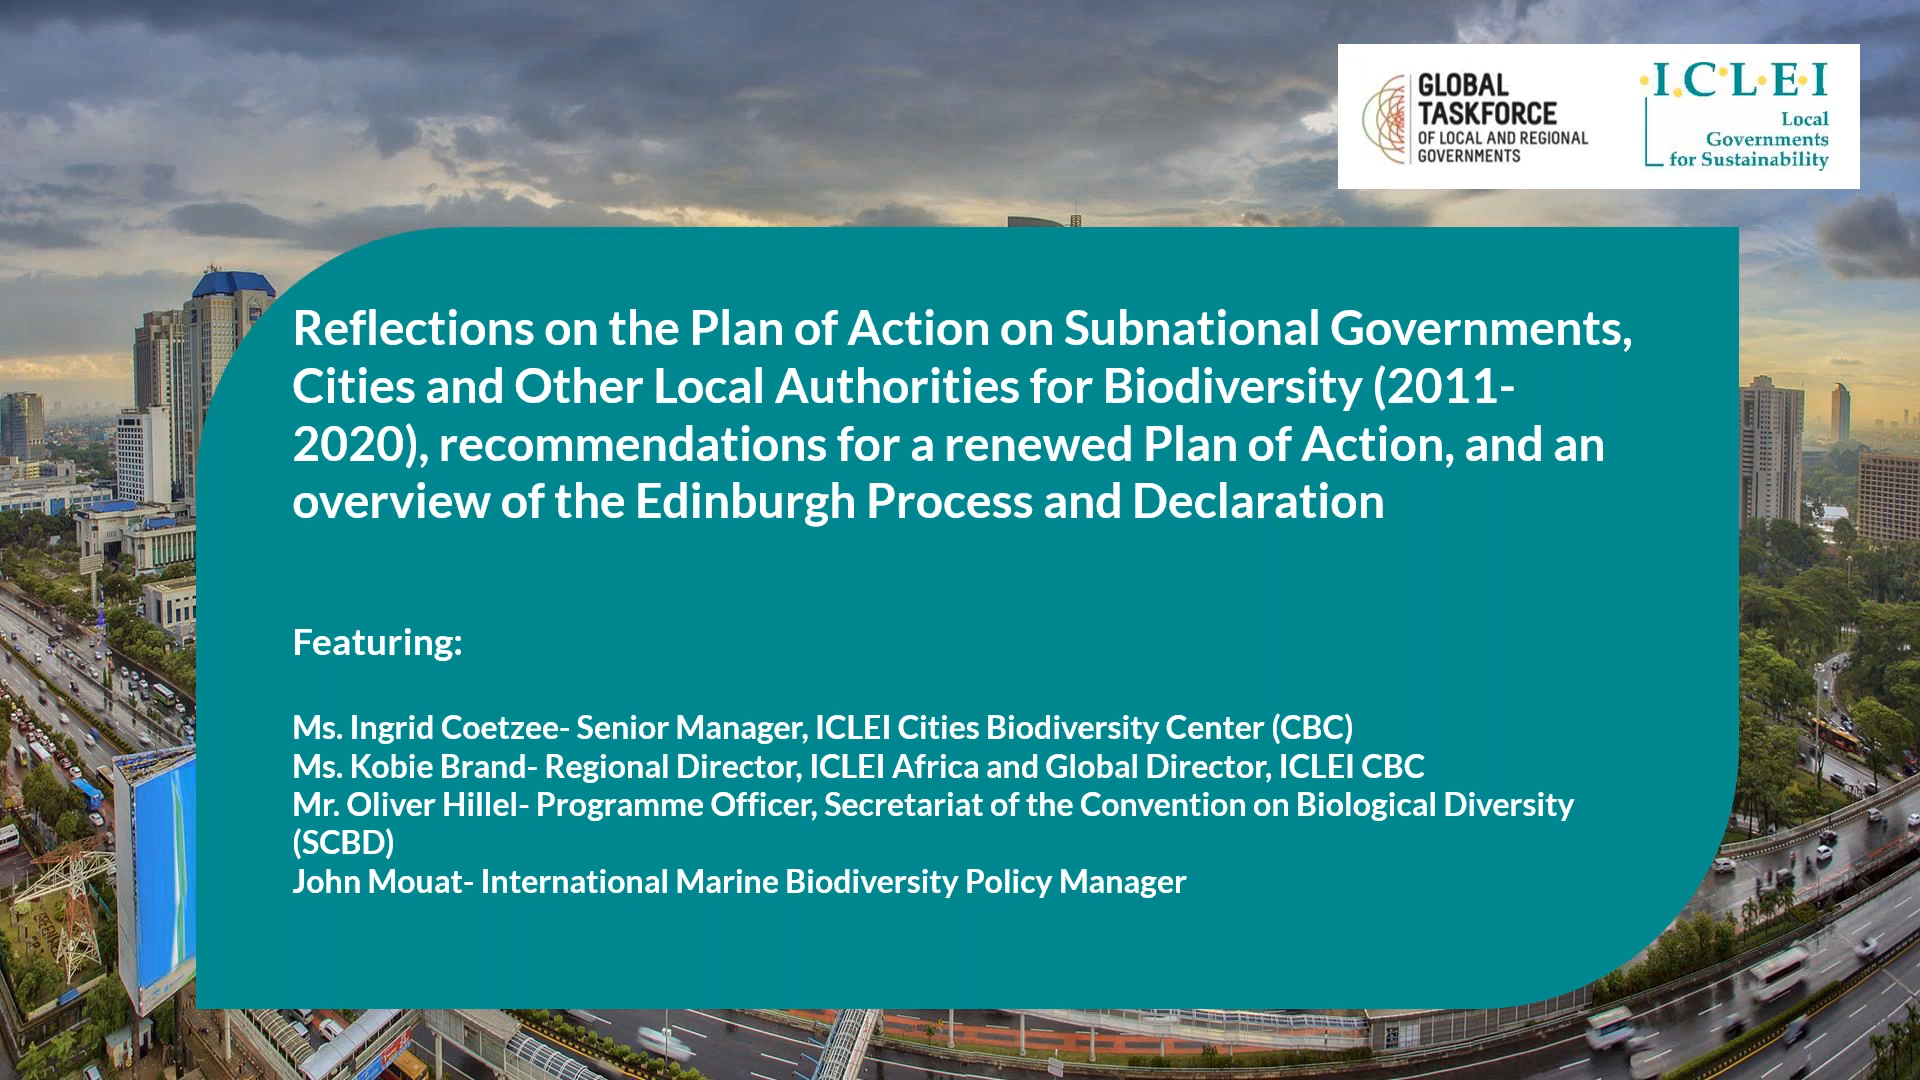 GLOBAL
TASKFORCE
OF LOCAL AND REGIONAL
GOVERNMENTS
I.C.L.E.I
Local
Governments
for Sustainability
Reflections on the Plan of Action on Subnational Governments,
Cities and Other Local Authorities for Biodiversity (2011-
2020), recommendations for a renewed Plan of Action, and an
overview of the Edinburgh Process and Declaration
Featuring:
Ms. Ingrid Coetzee- Senior Manager, ICLEI Cities Biodiversity Center (CBC)
Ms. Kobie Brand- Regional Director, ICLEI Africa and Global Director, ICLEI CBC
Mr. Oliver Hillel- Programme Officer, Secretariat of the Convention on Biological Diversity
(SCBD)
John Mouat- International Marine Biodiversity Policy Manager